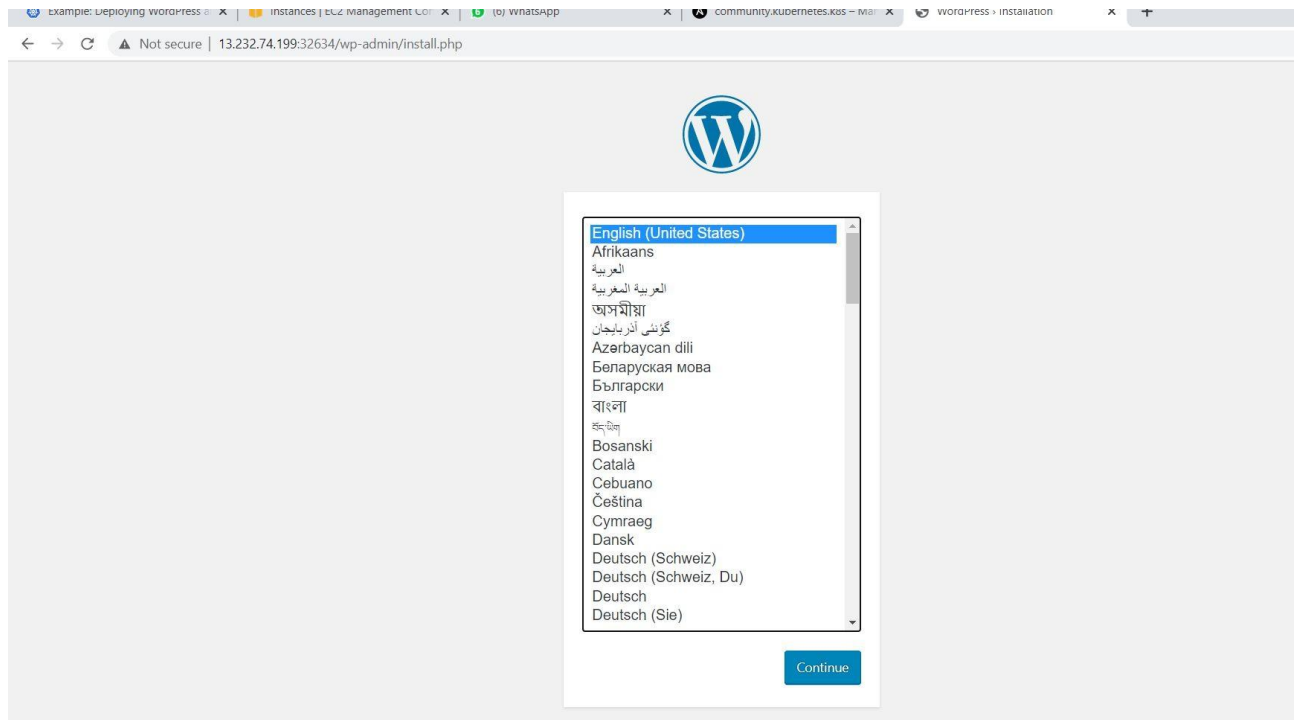 Example: Deploying WordPress a
Instances | EC2 Management Con
(6) WhatsApp
community.kubernetes.k8s – Man
WordPress › Installation
Not secure | 13.232.74.199:32634/wp-admin/install.php
English (United States)
Afrikaans
العربية
العربية المغربية
অসমীয়া
گؤنئی آذربایجان
Azərbaycan dili
Беларуская мова
Български
বাংলা
བོད་ཡིག
Bosanski
Català
Cebuano
Čeština
Cymraeg
Dansk
Deutsch (Schweiz)
Deutsch (Schweiz, Du)
Deutsch
Deutsch (Sie)
Continue